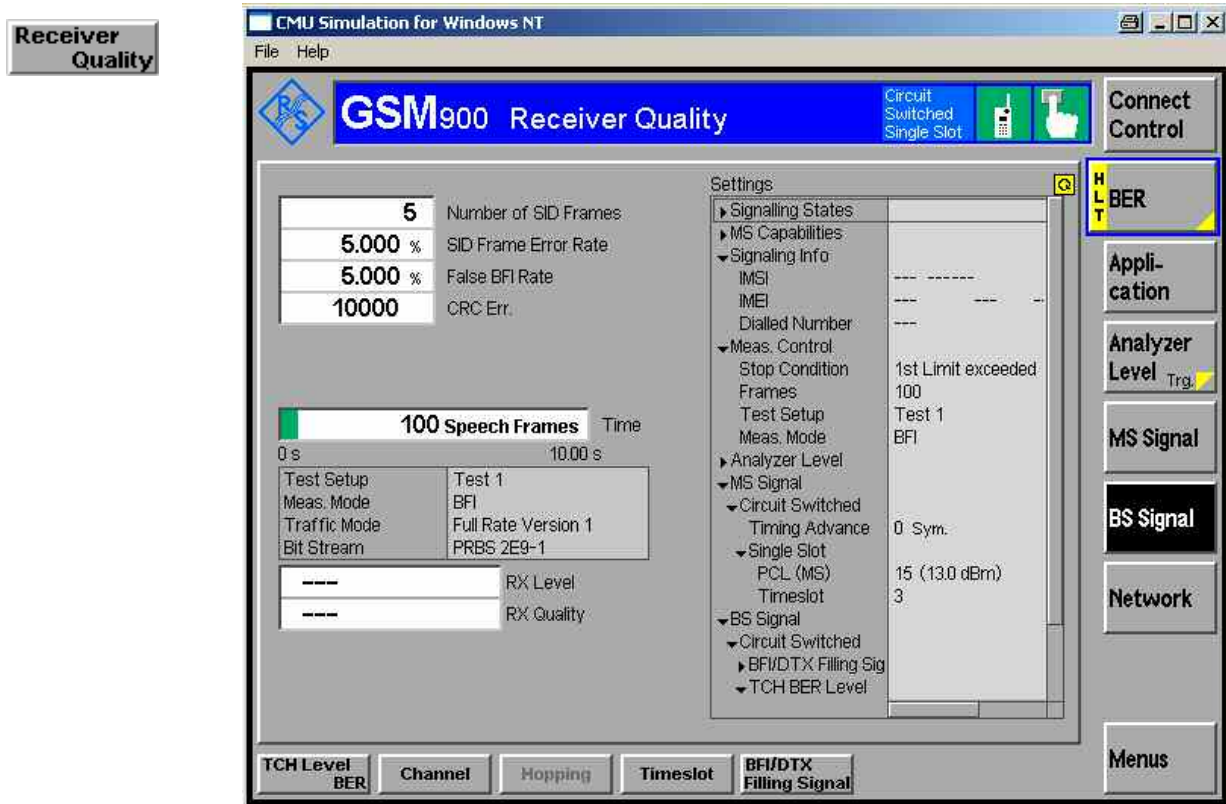 Receiver
Quality
CMU Simulation for Windows NT
File Help
R S
GSM900 Receiver Quality
Circuit
Switched
Single Slot
Connect
Control
5 Number of SID Frames
5.000 % SID Frame Error Rate
5.000 % False BFI Rate
10000 CRC Err.
100 Speech Frames Time
0 s 10.00 s
Test Setup Test 1
Meas. Mode BFI
Traffic Mode Full Rate Version 1
Bit Stream PRBS 2E9-1
--- RX Level
--- RX Quality
Settings
Signalling States
MS Capabilities
Signaling Info
IMSI --- ------
IMEI --- --- --
Dialled Number ---
Meas. Control
Stop Condition 1st Limit exceeded
Frames 100
Test Setup Test 1
Meas. Mode BFI
Analyzer Level
MS Signal
Circuit Switched
Timing Advance 0 Sym.
Single Slot
PCL (MS) 15 (13.0 dBm)
Timeslot 3
BS Signal
Circuit Switched
BFI/DTX Filling Sig
TCH BER Level
HLT BER
Appli-
cation
Analyzer
Level Trg.
MS Signal
BS Signal
Network
Menus
TCH Level
BER
Channel
Hopping
Timeslot
BFI/DTX
Filling Signal